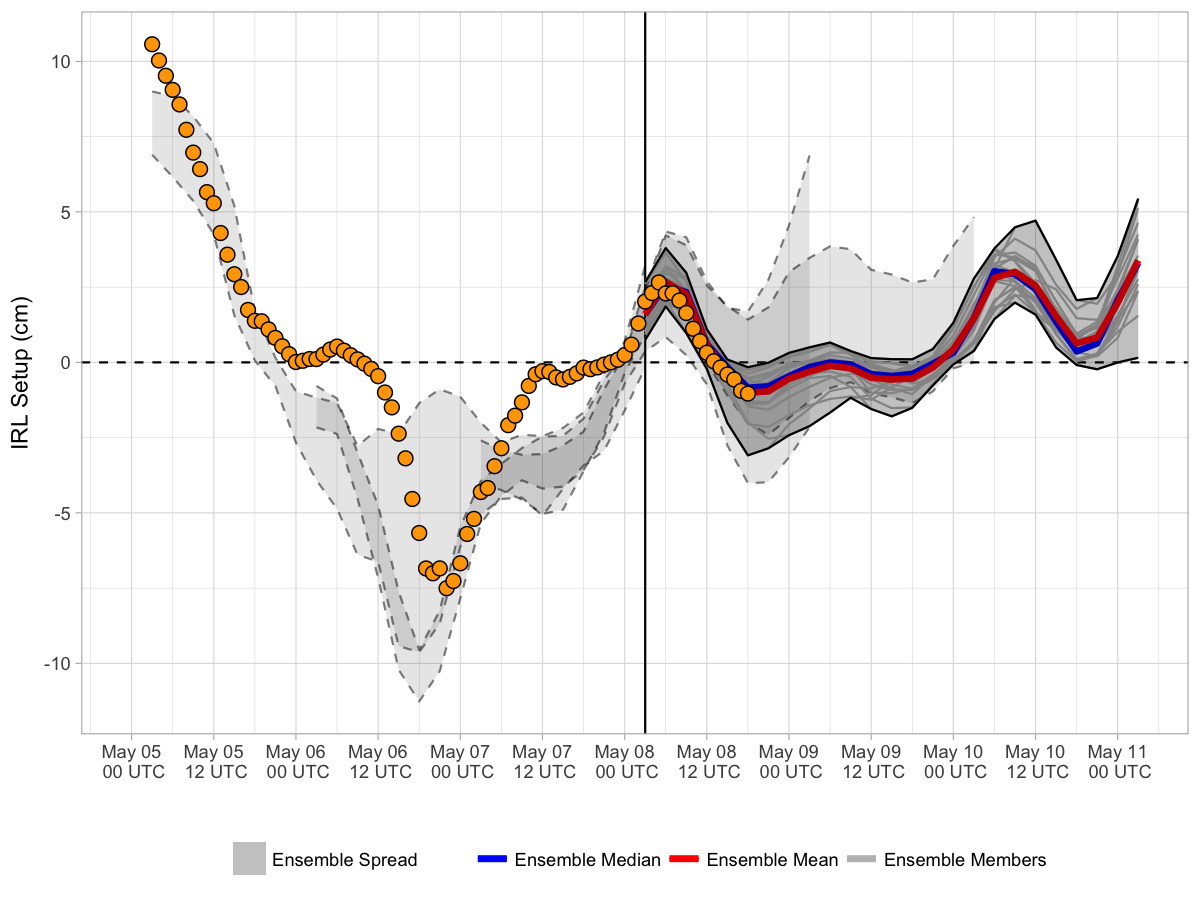 IRL Setup (cm)
10
5
0
-5
-10
May 05 May 05 May 06 May 06 May 07 May 07 May 08 May 08 May 09 May 09 May 10 May 10 May 11
00 UTC 12 UTC 00 UTC 12 UTC 00 UTC 12 UTC 00 UTC 12 UTC 00 UTC 12 UTC 00 UTC 12 UTC 00 UTC
Ensemble Spread Ensemble Median Ensemble Mean Ensemble Members